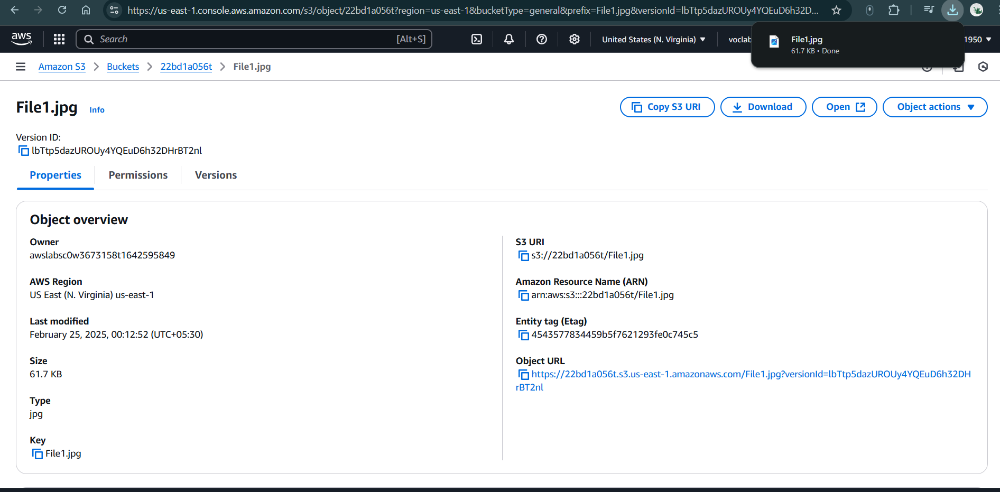 https://us-east-1.console.aws.amazon.com/s3/object/22bd1a056t?region=us-east-1&bucketType=general&prefix=File1.jpg&versionId=lbTtp5dazUROUy4YQEuD6h32D...
aws
Search
[Alt+S]
United States (N. Virginia)
voclab
1950
File1.jpg
61.7 KB • Done
Amazon S3
Buckets
22bd1a056t
File1.jpg
File1.jpg
Info
Copy S3 URI
Download
Open
Object actions
Version ID:
lbTtp5dazUROUy4YQEuD6h32DHrBT2nl
Properties
Permissions
Versions
Object overview
Owner
awslabsc0w3673158t1642595849
AWS Region
US East (N. Virginia) us-east-1
Last modified
February 25, 2025, 00:12:52 (UTC+05:30)
Size
61.7 KB
Type
jpg
Key
File1.jpg
S3 URI
s3://22bd1a056t/File1.jpg
Amazon Resource Name (ARN)
arn:aws:s3:::22bd1a056t/File1.jpg
Entity tag (Etag)
4543577834459b5f7621293fe0c745c5
Object URL
https://22bd1a056t.s3.us-east-1.amazonaws.com/File1.jpg?versionId=lbTtp5dazUROUy4YQEuD6h32DH
rBT2nl